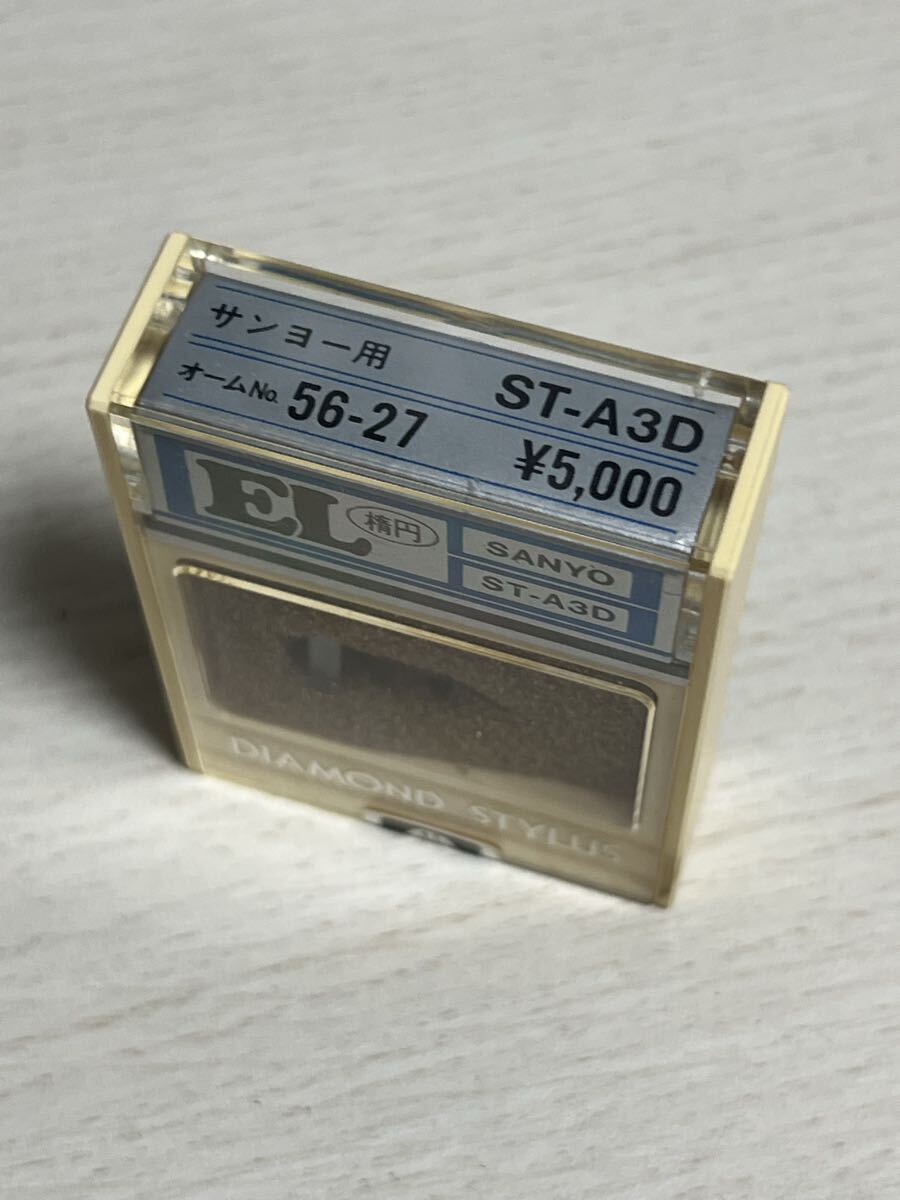 サンヨー用 ST-A3D
オームNo. 56-27 ¥5,000
EL 楕円 SANYO
ST-A3D
DIAMOND STYLUS